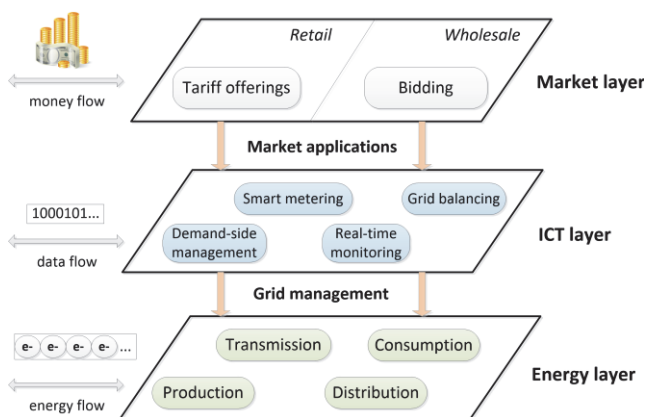 Retail
Wholesale
Tariff offerings
Bidding
Market layer
money flow
Market applications
1000101...
Smart metering
Grid balancing
Demand-side
management
Real-time
monitoring
ICT layer
data flow
Grid management
e- e- e- e- ...
Transmission
Consumption
Energy layer
Production
Distribution
energy flow